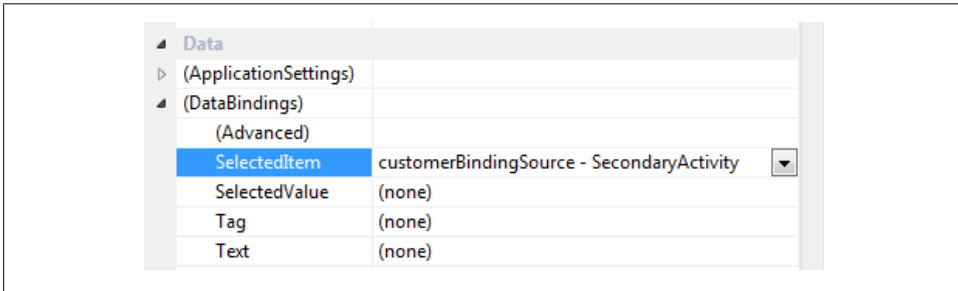 Data
(ApplicationSettings)
(DataBindings)
(Advanced)
SelectedItem customerBindingSource - SecondaryActivity
SelectedValue (none)
Tag (none)
Text (none)